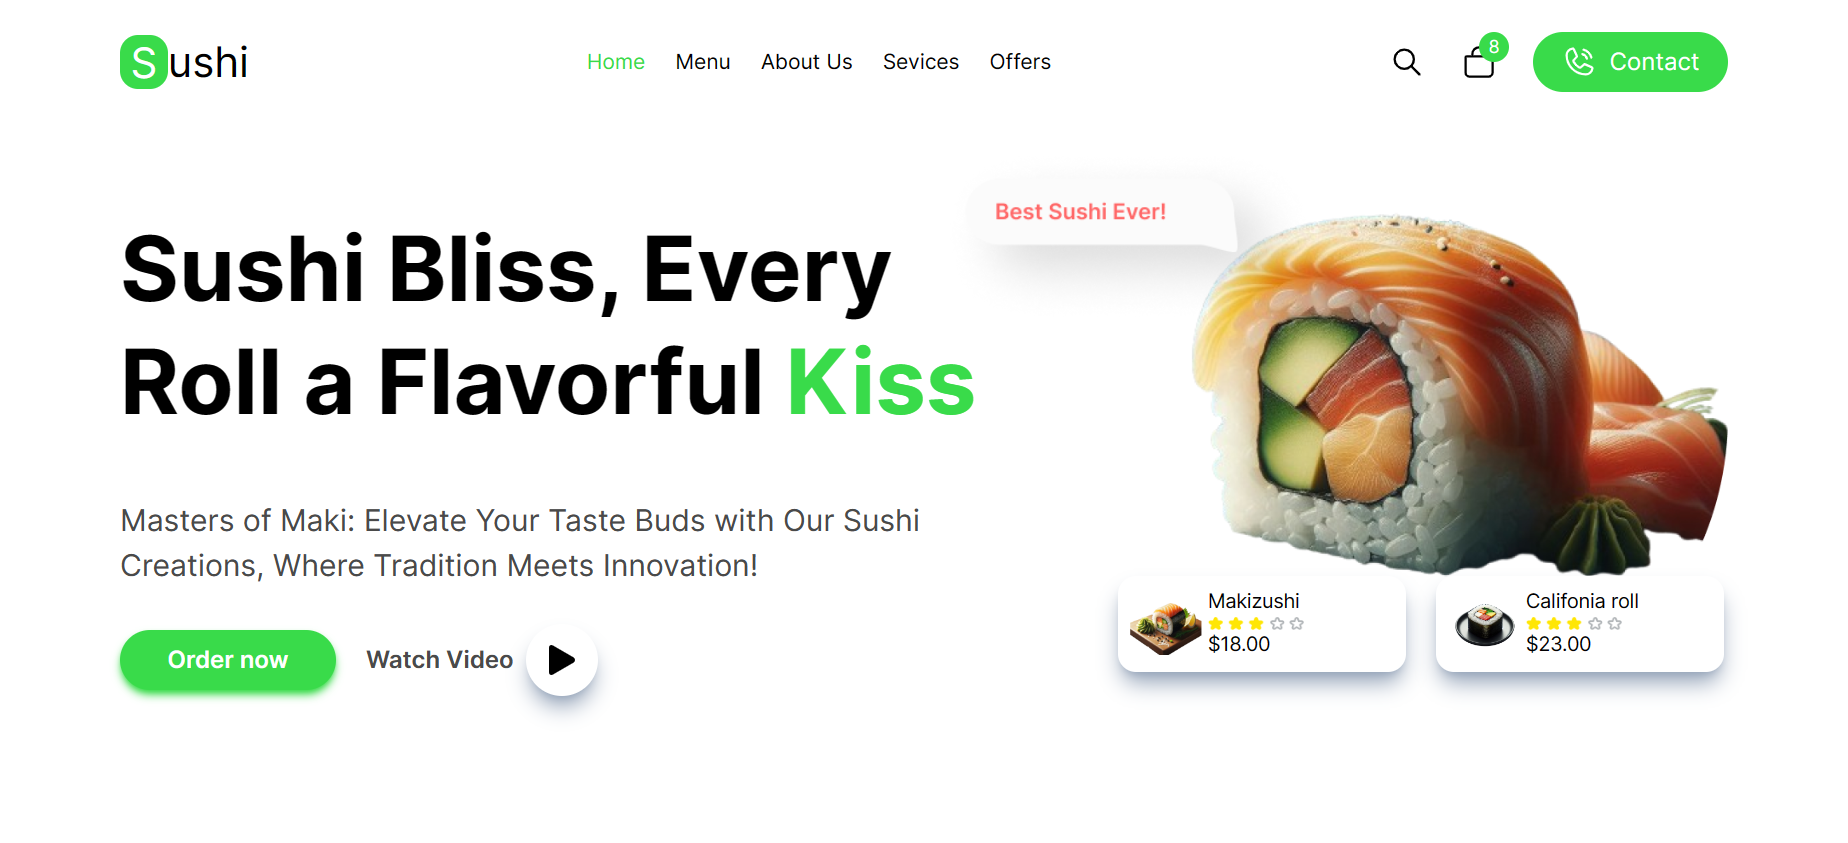 Sushi
Home
Menu
About Us
Sevices
Offers
8
Contact
Best Sushi Ever!
Sushi Bliss, Every
Roll a Flavorful Kiss
Masters of Maki: Elevate Your Taste Buds with Our Sushi
Creations, Where Tradition Meets Innovation!
Order now
Watch Video
Makizushi
$18.00
Califonia roll
$23.00